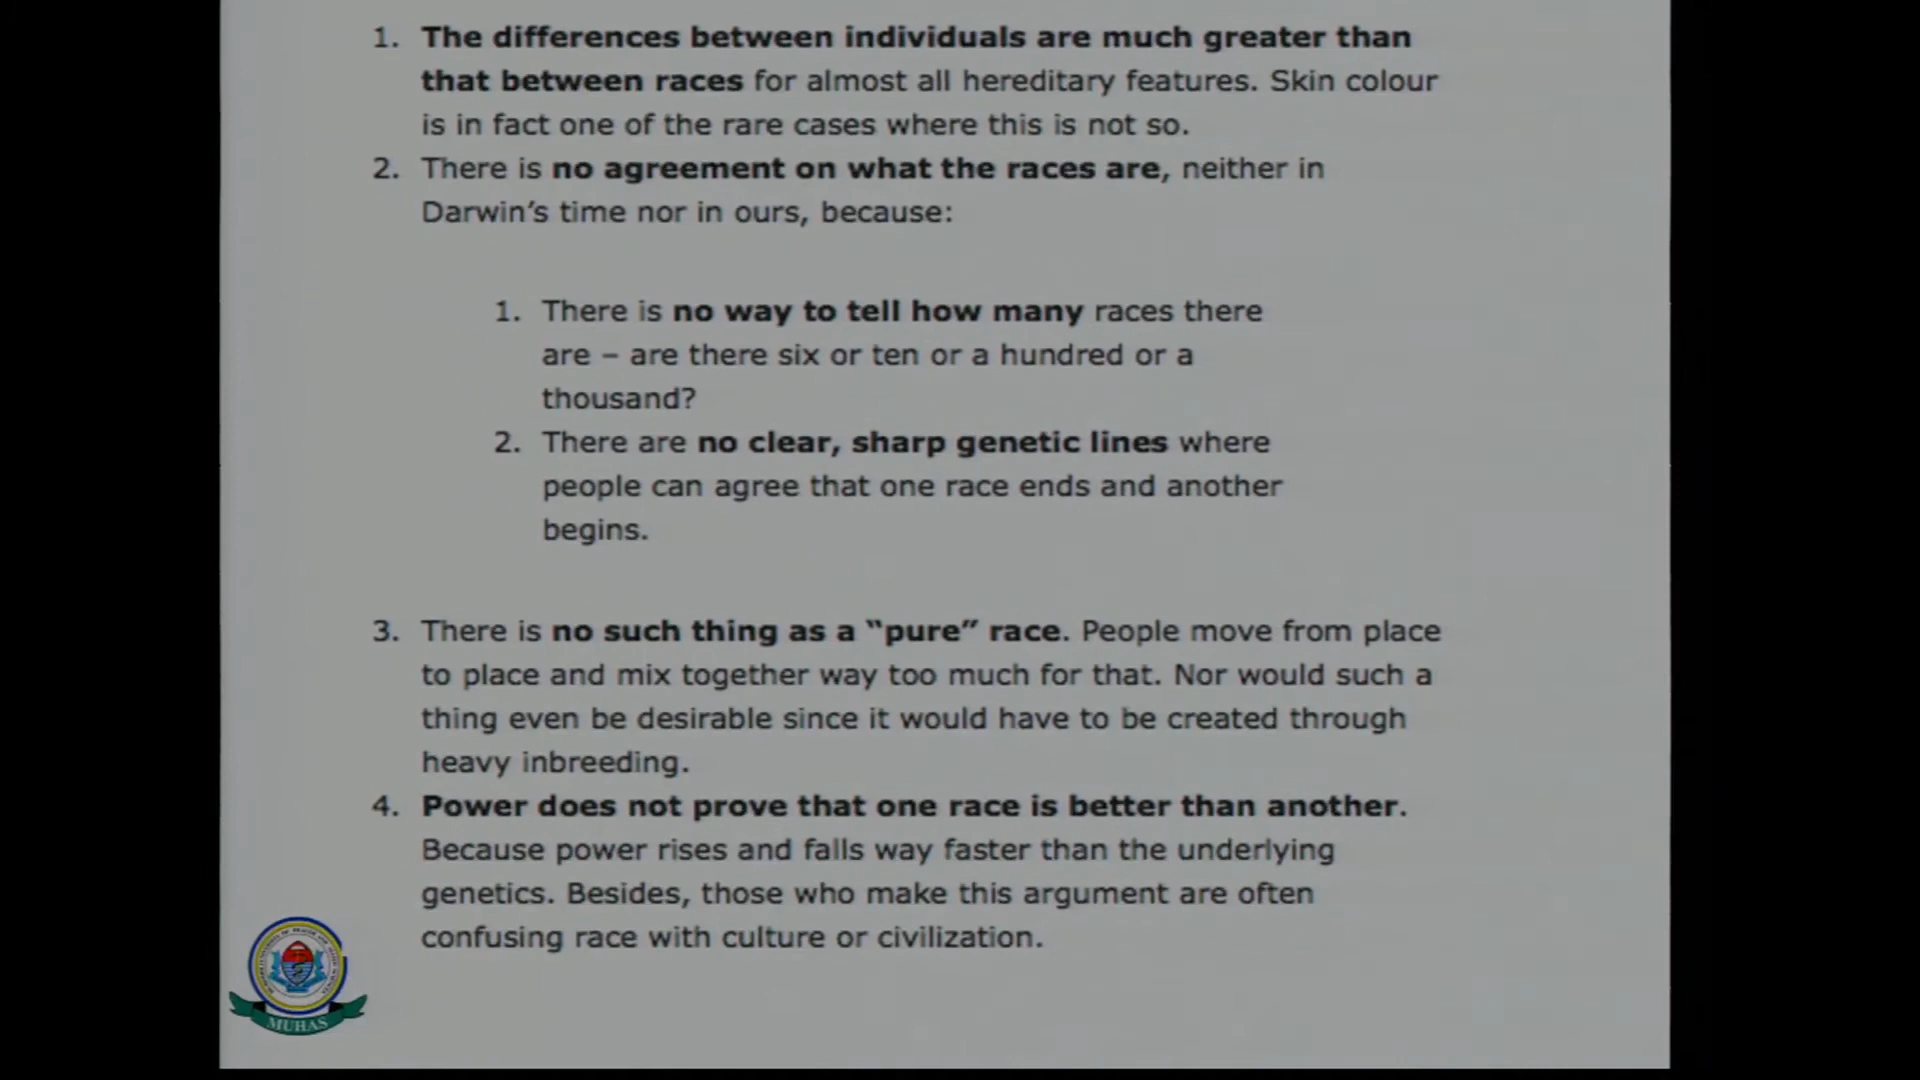 1. The differences between individuals are much greater than
that between races for almost all hereditary features. Skin colour
is in fact one of the rare cases where this is not so.
2. There is no agreement on what the races are, neither in
Darwin’s time nor in ours, because:
1. There is no way to tell how many races there
are – are there six or ten or a hundred or a
thousand?
2. There are no clear, sharp genetic lines where
people can agree that one race ends and another
begins.
3. There is no such thing as a “pure” race. People move from place
to place and mix together way too much for that. Nor would such a
thing even be desirable since it would have to be created through
heavy inbreeding.
4. Power does not prove that one race is better than another.
Because power rises and falls way faster than the underlying
genetics. Besides, those who make this argument are often
confusing race with culture or civilization.
MUHAS